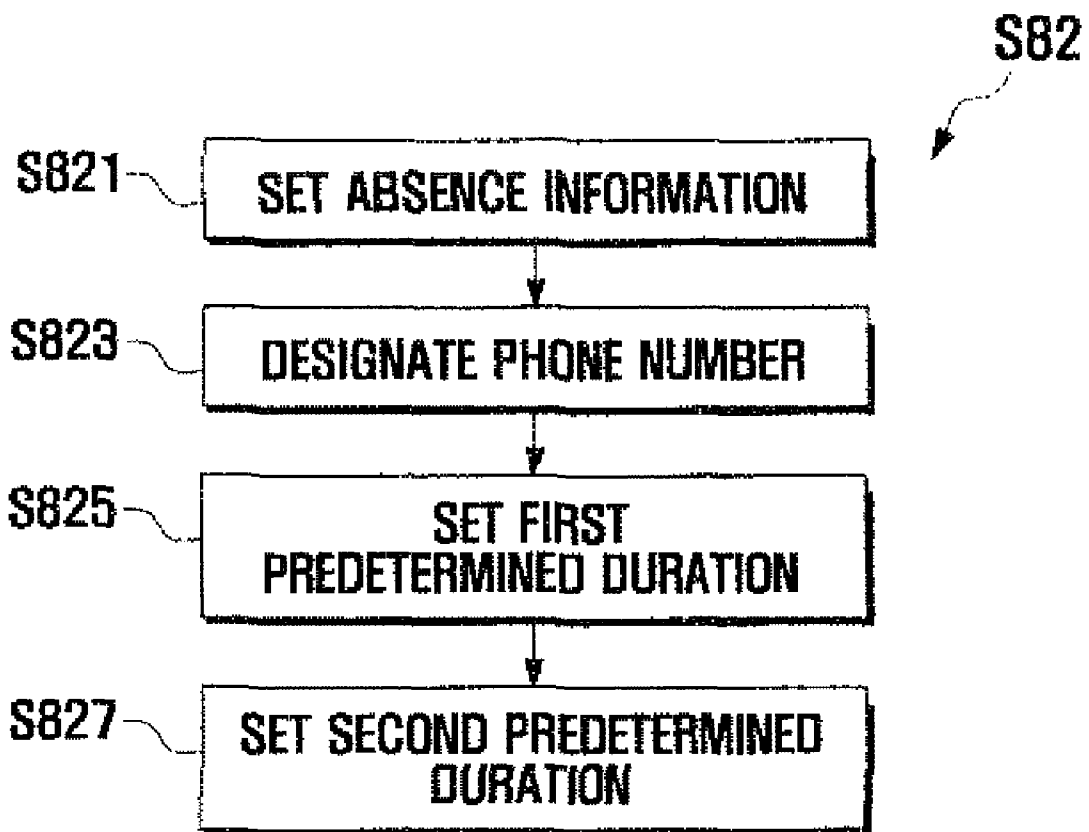 S82
S821
SET ABSENCE INFORMATION
S823
DESIGNATE PHONE NUMBER
S825
SET FIRST
PREDETERMINED DURATION
S827
SET SECOND PREDETERMINED
DURATION